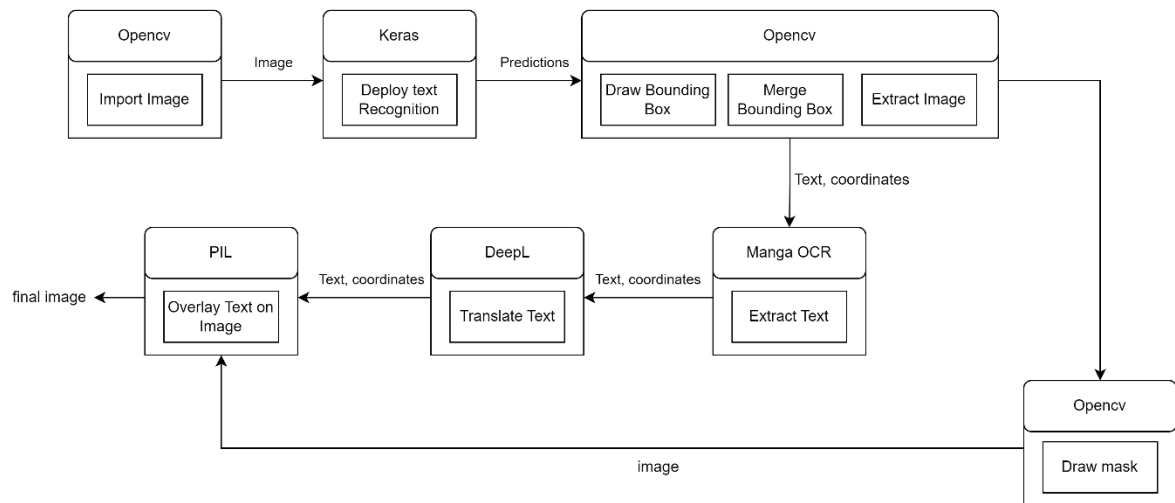 Opencv
Import Image
Image
Keras
Deploy text
Recognition
Predictions
Opencv
Draw Bounding
Box
Merge
Bounding Box
Extract Image
Text, coordinates
Manga OCR
Extract Text
Text, coordinates
DeepL
Translate Text
Text, coordinates
PIL
Overlay Text on
Image
final image
Opencv
Draw mask
image